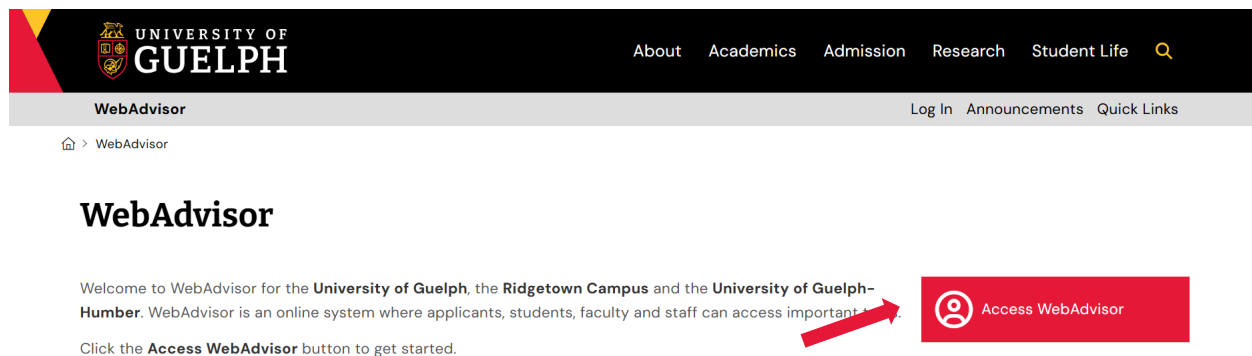 UNIVERSITY OF
GUELPH
About Academics Admission Research Student Life
WebAdvisor
Log In Announcements Quick Links
> WebAdvisor
WebAdvisor
Welcome to WebAdvisor for the University of Guelph, the Ridgetown Campus and the University of Guelph-
Humber. WebAdvisor is an online system where applicants, students, faculty and staff can access important
Access WebAdvisor
Click the Access WebAdvisor button to get started.